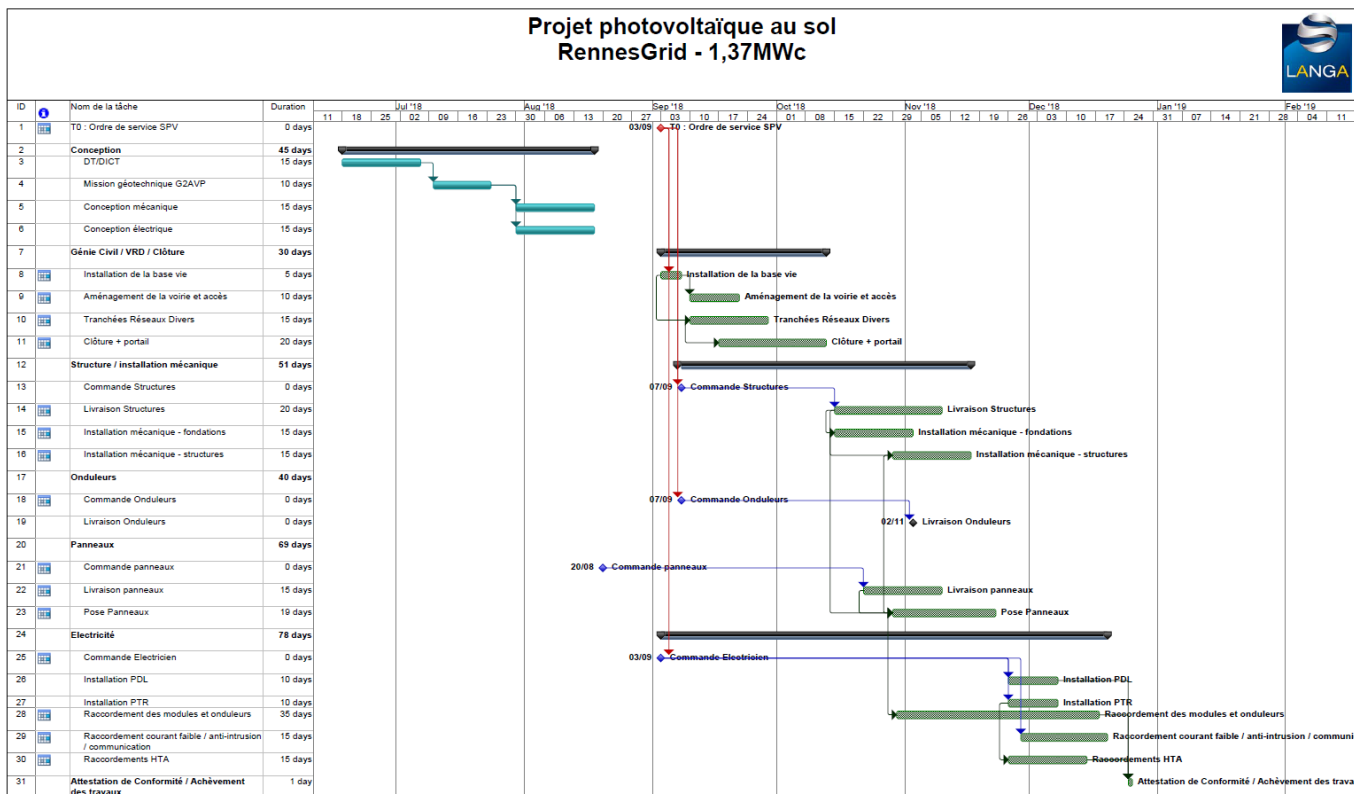 Projet photovoltaïque au sol
RennesGrid - 1,37MWc
LANGA
ID Nom de la tâche Duration Jul '18 Aug '18 Sep '18 Oct '18 Nov '18 Dec '18 Jan '19 Feb '19
11 18 25 02 09 16 23 30 06 13 20 27 03 10 17 24 01 08 15 22 29 05 12 19 26 03 10 17 24 31 07 14 21 28 04 11
1 T0 : Ordre de service SPV 0 days 03/09 T0 : Ordre de service SPV
2 Conception 45 days
3 DT/DICT 15 days
4 Mission géotechnique G2AVP 10 days
5 Conception mécanique 15 days
6 Conception électrique 15 days
7 Génie Civil / VRD / Clôture 30 days
8 Installation de la base vie 5 days Installation de la base vie
9 Aménagement de la voirie et accès 10 days Aménagement de la voirie et accès
10 Tranchées Réseaux Divers 15 days Tranchées Réseaux Divers
11 Clôture + portail 20 days Clôture + portail
12 Structure / installation mécanique 51 days
13 Commande Structures 0 days 07/09 Commande Structures
14 Livraison Structures 20 days Livraison Structures
15 Installation mécanique - fondations 15 days Installation mécanique - fondations
16 Installation mécanique - structures 15 days Installation mécanique - structures
17 Onduleurs 40 days
18 Commande Onduleurs 0 days 07/09 Commande Onduleurs
19 Livraison Onduleurs 0 days 02/11 Livraison Onduleurs
20 Panneaux 69 days
21 Commande panneaux 0 days 20/08 Commande panneaux
22 Livraison panneaux 15 days Livraison panneaux
23 Pose Panneaux 19 days Pose Panneaux
24 Electricité 78 days
25 Commande Electricien 0 days 03/09 Commande Electricien
26 Installation PDL 10 days Installation PDL
27 Installation PTR 10 days Installation PTR
28 Raccordement des modules et onduleurs 35 days Raccordement des modules et onduleurs
29 Raccordement courant faible / anti-intrusion 15 days Raccordement courant faible / anti-intrusion / communi
/ communication
30 Raccordements HTA 15 days Raccordements HTA
31 Attestation de Conformité / Achèvement 1 day Attestation de Conformité / Achèvement des trava
des travaux